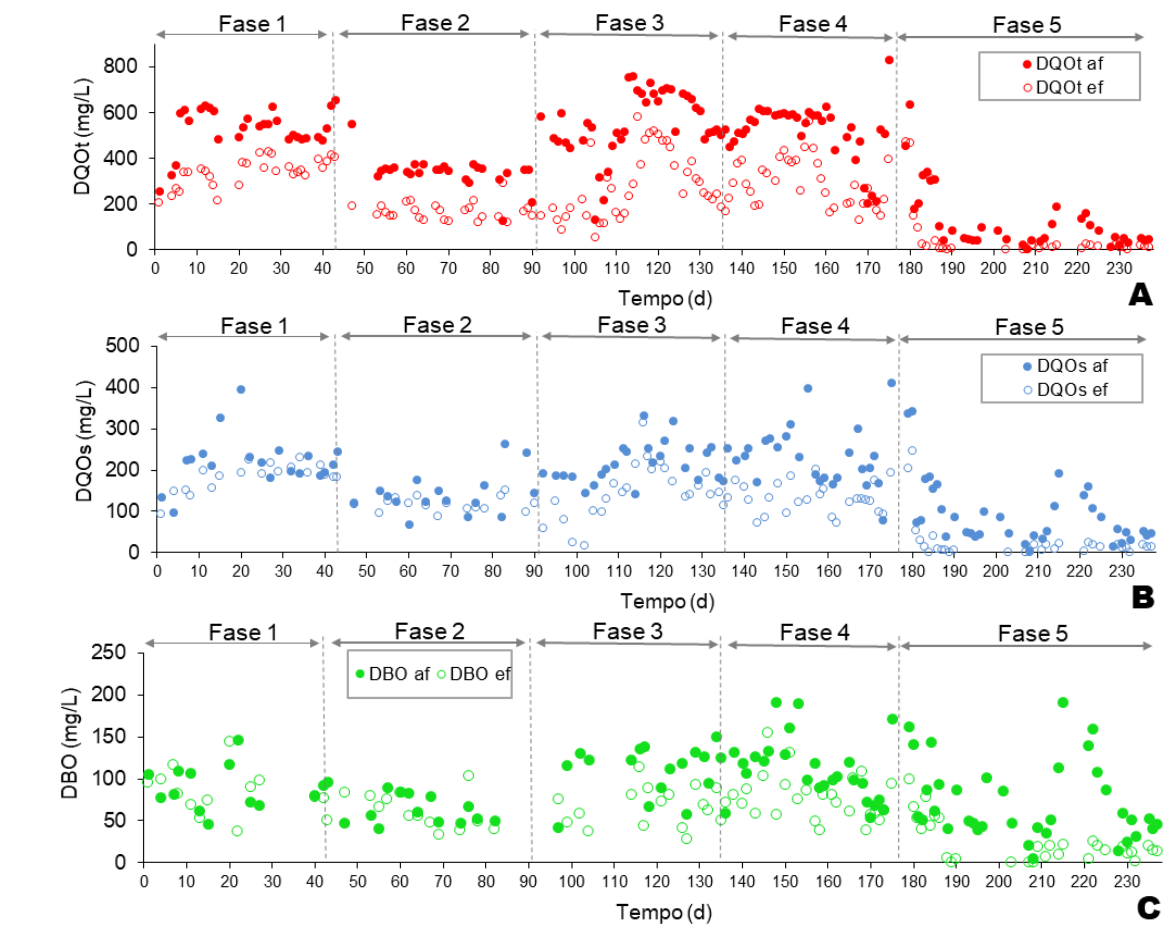 Fase 1 Fase 2 Fase 3 Fase 4 Fase 5
DQOt (mg/L)
800
600
400
200
0
DQOt af
DQOt ef
0 10 20 30 40 50 60 70 80 90 100 110 120 130 140 150 160 170 180 190 200 210 220 230
Tempo (d)
A
Fase 1 Fase 2 Fase 3 Fase 4 Fase 5
DQOs (mg/L)
500
400
300
200
100
0
DQOs af
DQOs ef
0 10 20 30 40 50 60 70 80 90 100 110 120 130 140 150 160 170 180 190 200 210 220 230
Tempo (d)
B
Fase 1 Fase 2 Fase 3 Fase 4 Fase 5
DBO (mg/L)
250
200
150
100
50
0
DBO af DBO ef
0 10 20 30 40 50 60 70 80 90 100 110 120 130 140 150 160 170 180 190 200 210 220 230
Tempo (d)
C